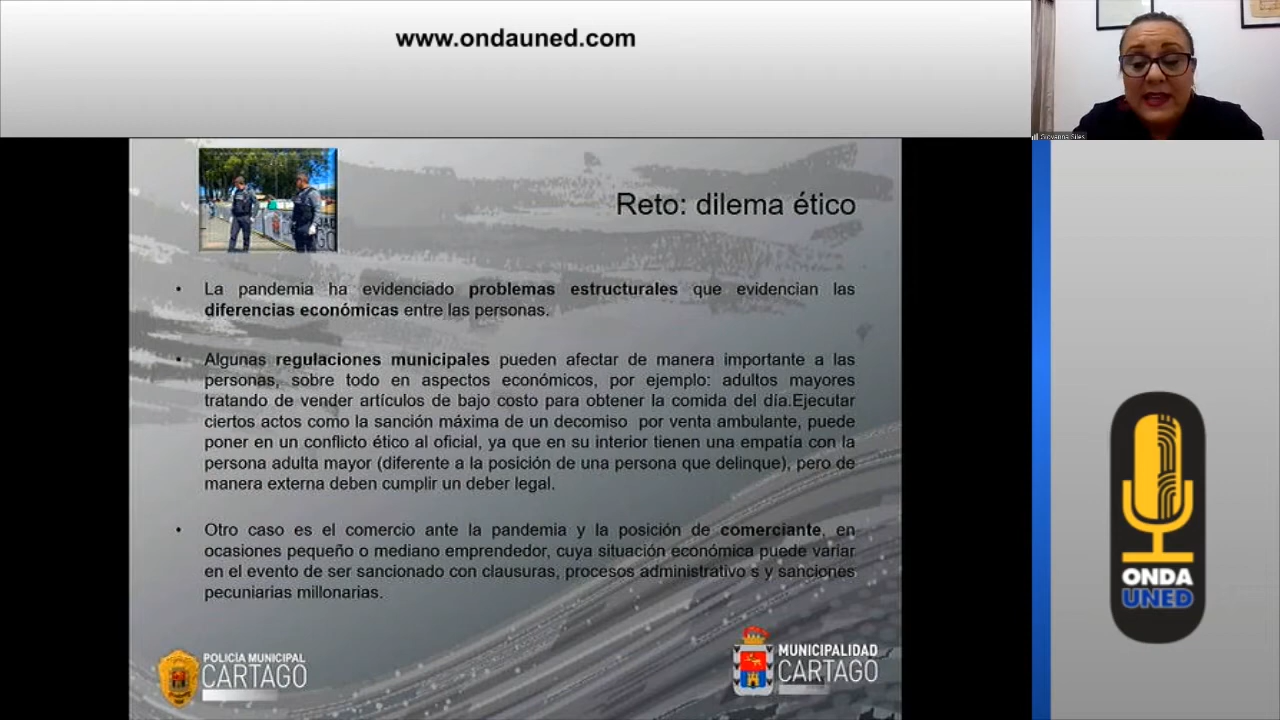 www.ondauned.com
Giovanna Siles
Reto: dilema ético
• La pandemia ha evidenciado problemas estructurales que evidencian las
diferencias económicas entre las personas.
• Algunas regulaciones municipales pueden afectar de manera importante a las
personas, sobre todo en aspectos económicos, por ejemplo: adultos mayores
tratando de vender artículos de bajo costo para obtener la comida del día.Ejecutar
ciertos actos como la sanción máxima de un decomiso por venta ambulante, puede
poner en un conflicto ético al oficial, ya que en su interior tienen una empatía con la
persona adulta mayor (diferente a la posición de una persona que delinque), pero de
manera externa deben cumplir un deber legal.
• Otro caso es el comercio ante la pandemia y la posición de comerciante, en
ocasiones pequeño o mediano emprendedor, cuya situación económica puede variar
en el evento de ser sancionado con clausuras, procesos administrativo s y sanciones
pecuniarias millonarias.
POLICÍA MUNICIPAL
CARTAGO
MUNICIPALIDAD
CARTAGO
ONDA
UNED